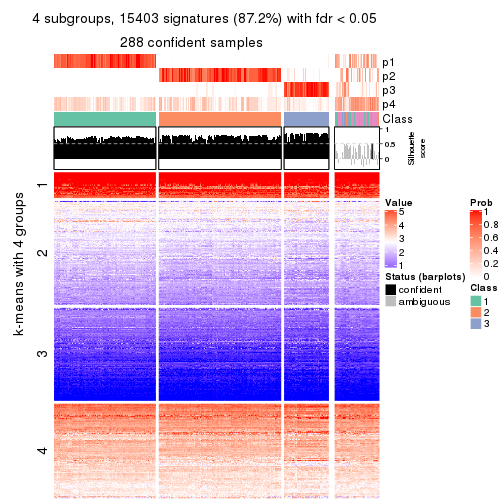 4 subgroups, 15403 signatures (87.2%) with fdr < 0.05
288 confident samples
p1
p2
p3
p4
Class
1
0.5
0
Silhouette
score
k-means with 4 groups
1
2
3
4
Value
5
4
3
2
1
Status (barplots)
confident
ambiguous
Prob
1
0.8
0.6
0.4
0.2
0
Class
1
2
3